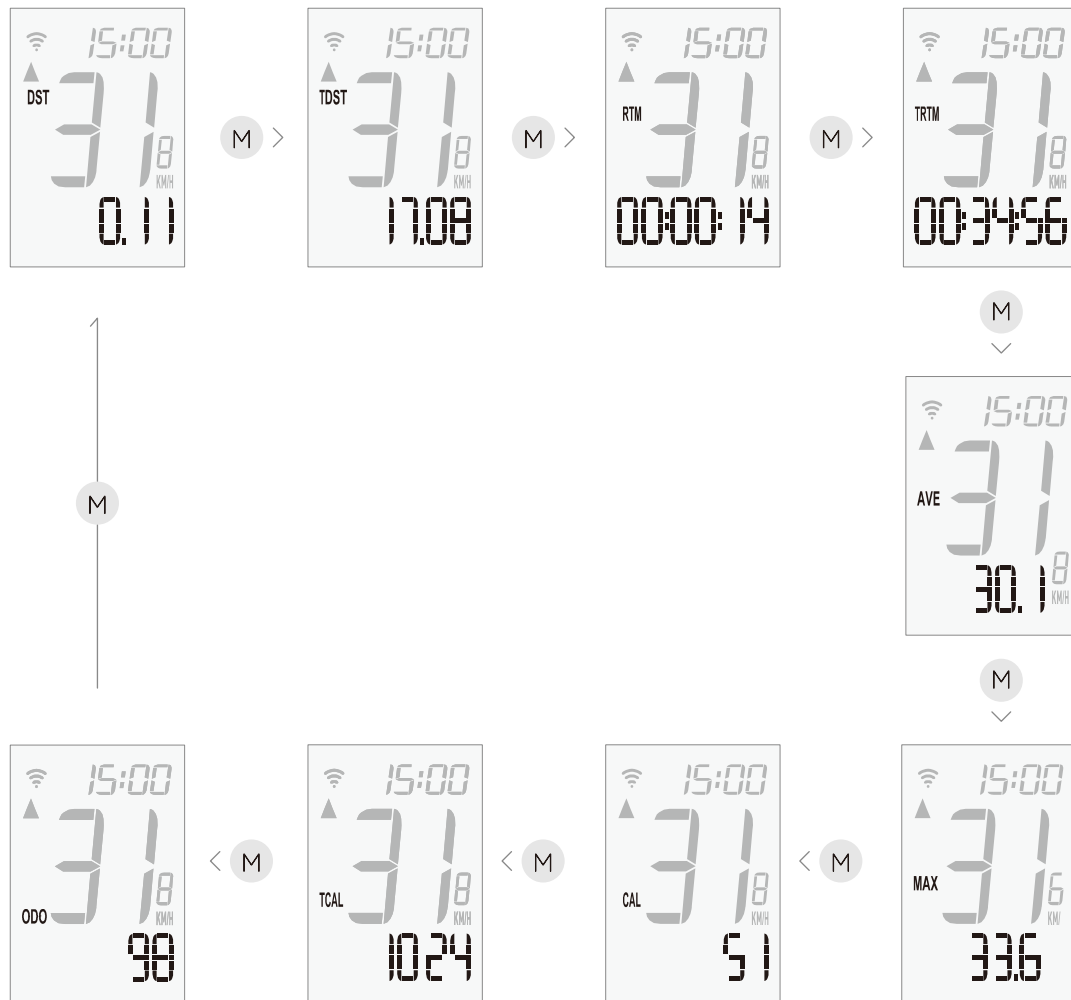 15:00
DST
31 8
KM/H
0.11
M
15:00
TDST
31 8
KM/H
17.08
M
15:00
RTM
31 8
KM/H
00:00:14
M
15:00
TRTM
31 8
KM/H
00:34:56
M
15:00
31
AVE
8
30.1 KM/H
M
15:00
31 6
MAX
KM/
33.6
M
15:00
31 8
CAL
KM/H
51
M
15:00
31 8
TCAL
KM/H
1024
M
15:00
31 8
ODO
KM/H
98
M